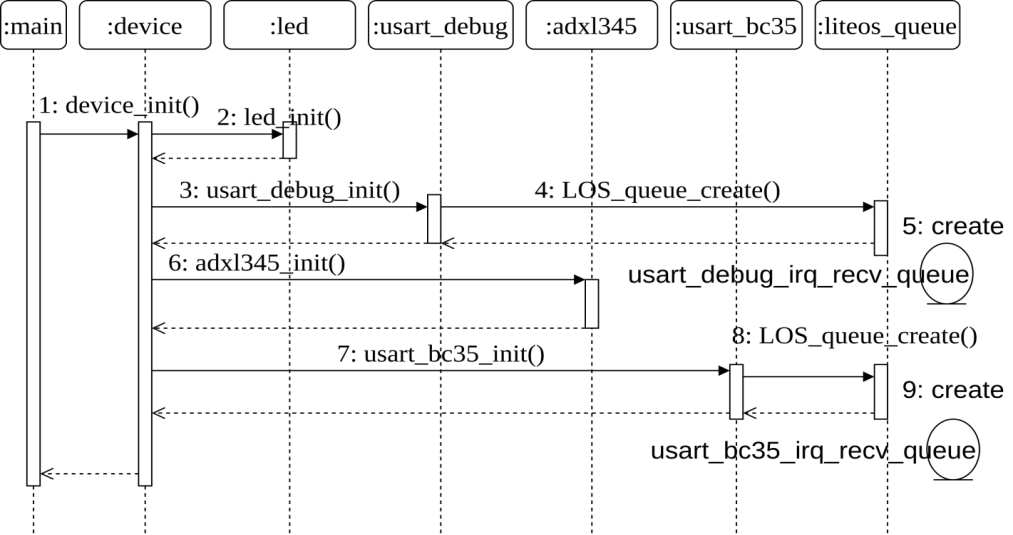 :main
:device
:led
:usart_debug
:adxl345
:usart_bc35
:liteos_queue
1: device_init()
2: led_init()
3: usart_debug_init()
4: LOS_queue_create()
5: create
6: adxl345_init()
usart_debug_irq_recv_queue
8: LOS_queue_create()
7: usart_bc35_init()
9: create
usart_bc35_irq_recv_queue